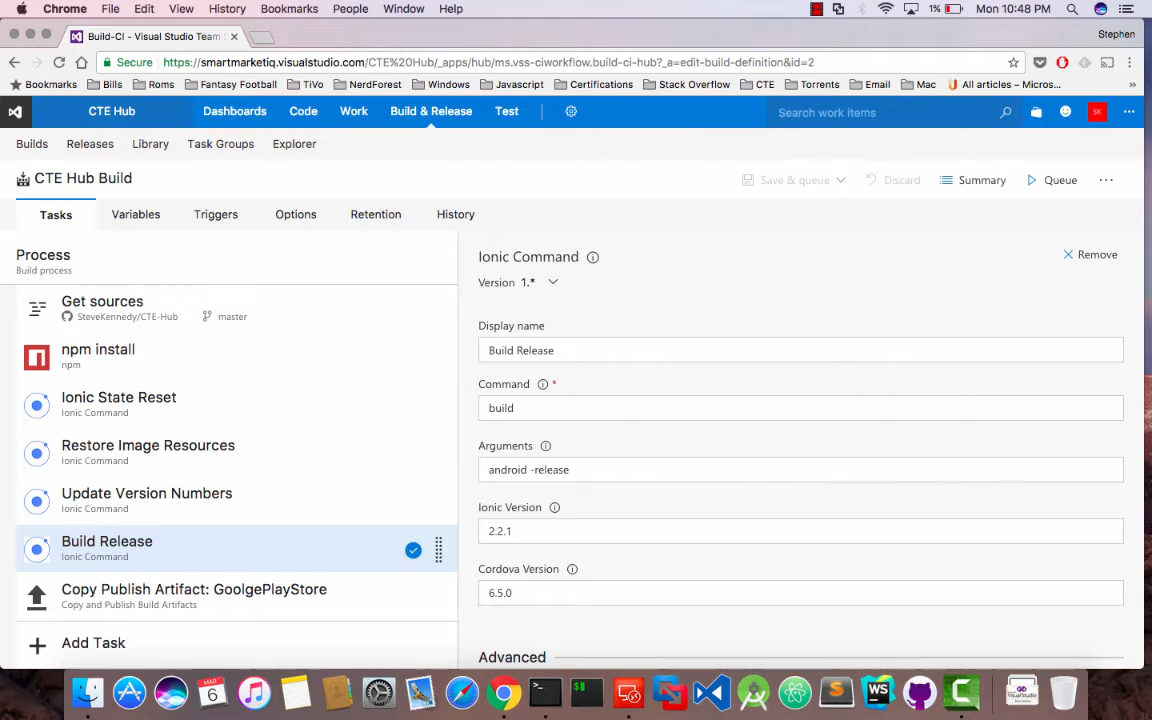 Chrome File Edit View History Bookmarks People Window Help 1% Mon 10:48 PM
Build-CI - Visual Studio Team S Stephen
Secure https://smartmarketiq.visualstudio.com/CTE%20Hub/_apps/hub/ms.vss-ciworkflow.build-ci-hub?_a=edit-build-definition&id=2
Bookmarks Bills Roms Fantasy Football TiVo NerdForest Windows Javascript Certifications Stack Overflow CTE Torrents Email Mac All articles – Micros... »
CTE Hub Dashboards Code Work Build & Release Test Search work items SK
Builds Releases Library Task Groups Explorer
CTE Hub Build Save & queue Discard Summary Queue
Tasks Variables Triggers Options Retention History
Process
Build process
Get sources
SteveKennedy/CTE-Hub master
npm install
npm
Ionic State Reset
Ionic Command
Restore Image Resources
Ionic Command
Update Version Numbers
Ionic Command
Build Release
Ionic Command
Copy Publish Artifact: GoolgePlayStore
Copy and Publish Build Artifacts
Add Task
Ionic Command Remove
Version 1.*
Display name
Build Release
Command *
build
Arguments
android -release
Ionic Version
2.2.1
Cordova Version
6.5.0
Advanced
MAR
6
WS